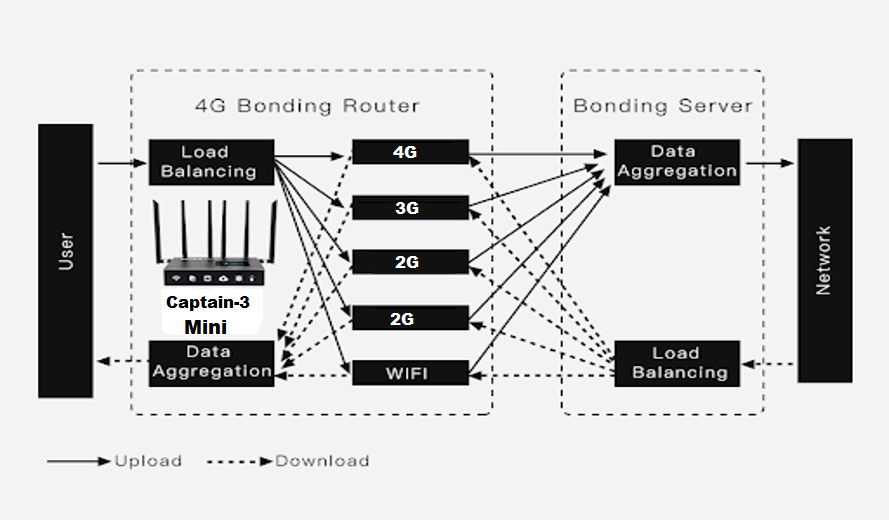 4G Bonding Router
Bonding Server
User
Load
Balancing
4G
3G
2G
2G
WIFI
Captain-3
Mini
Data
Aggregation
Data
Aggregation
Load
Balancing
Network
Upload
Download